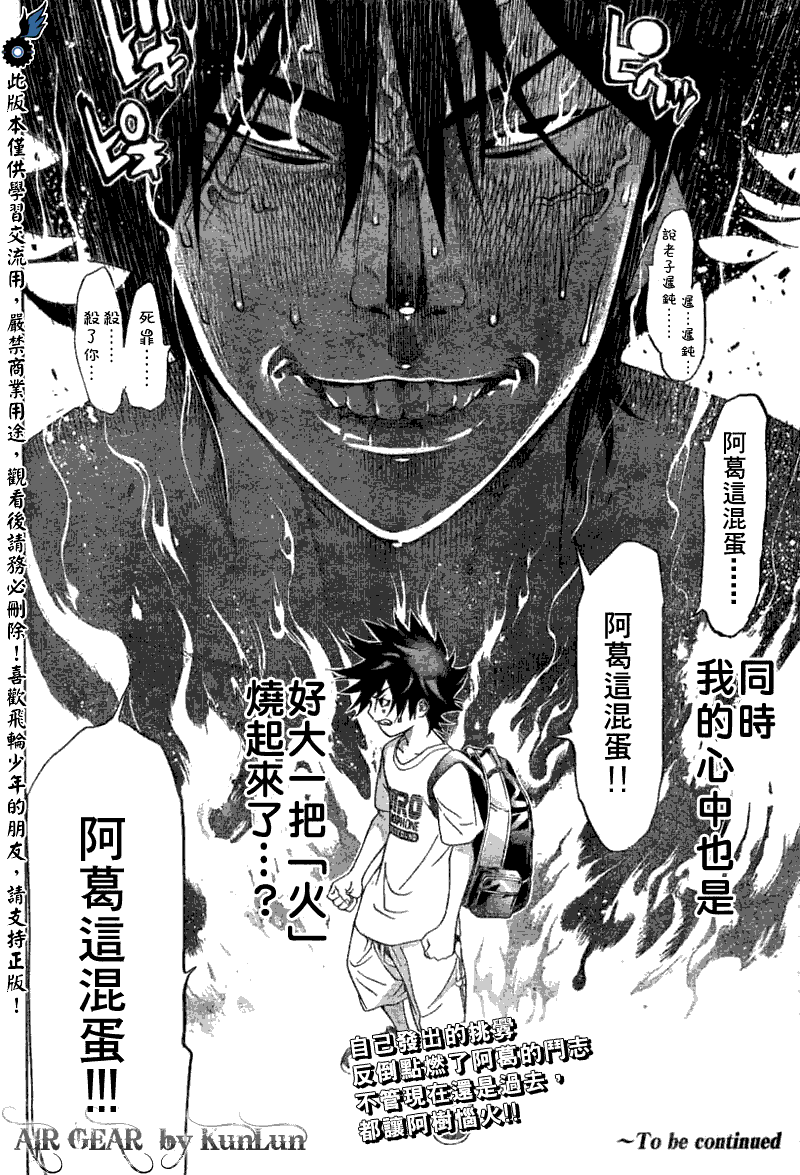 此版本僅供學習交流用，嚴禁商業用途，觀看後請務必刪除！喜歡飛輪少年的朋友，請支持正版！
ピクッ
ピキ
ピキ
遲…遲鈍……
說老子遲鈍……
死罪……
殺……
殺了你…
阿葛這混蛋……
阿葛這混蛋!!
同時
我的心中也是
好大一把「火」
燒起來了…？
阿葛這混蛋!!!
自己發出的挑釁
反倒點燃了阿葛的鬥志
不管現在還是過去，
都讓阿樹惱火!!
AIR GEAR by KunLun
~To be continued